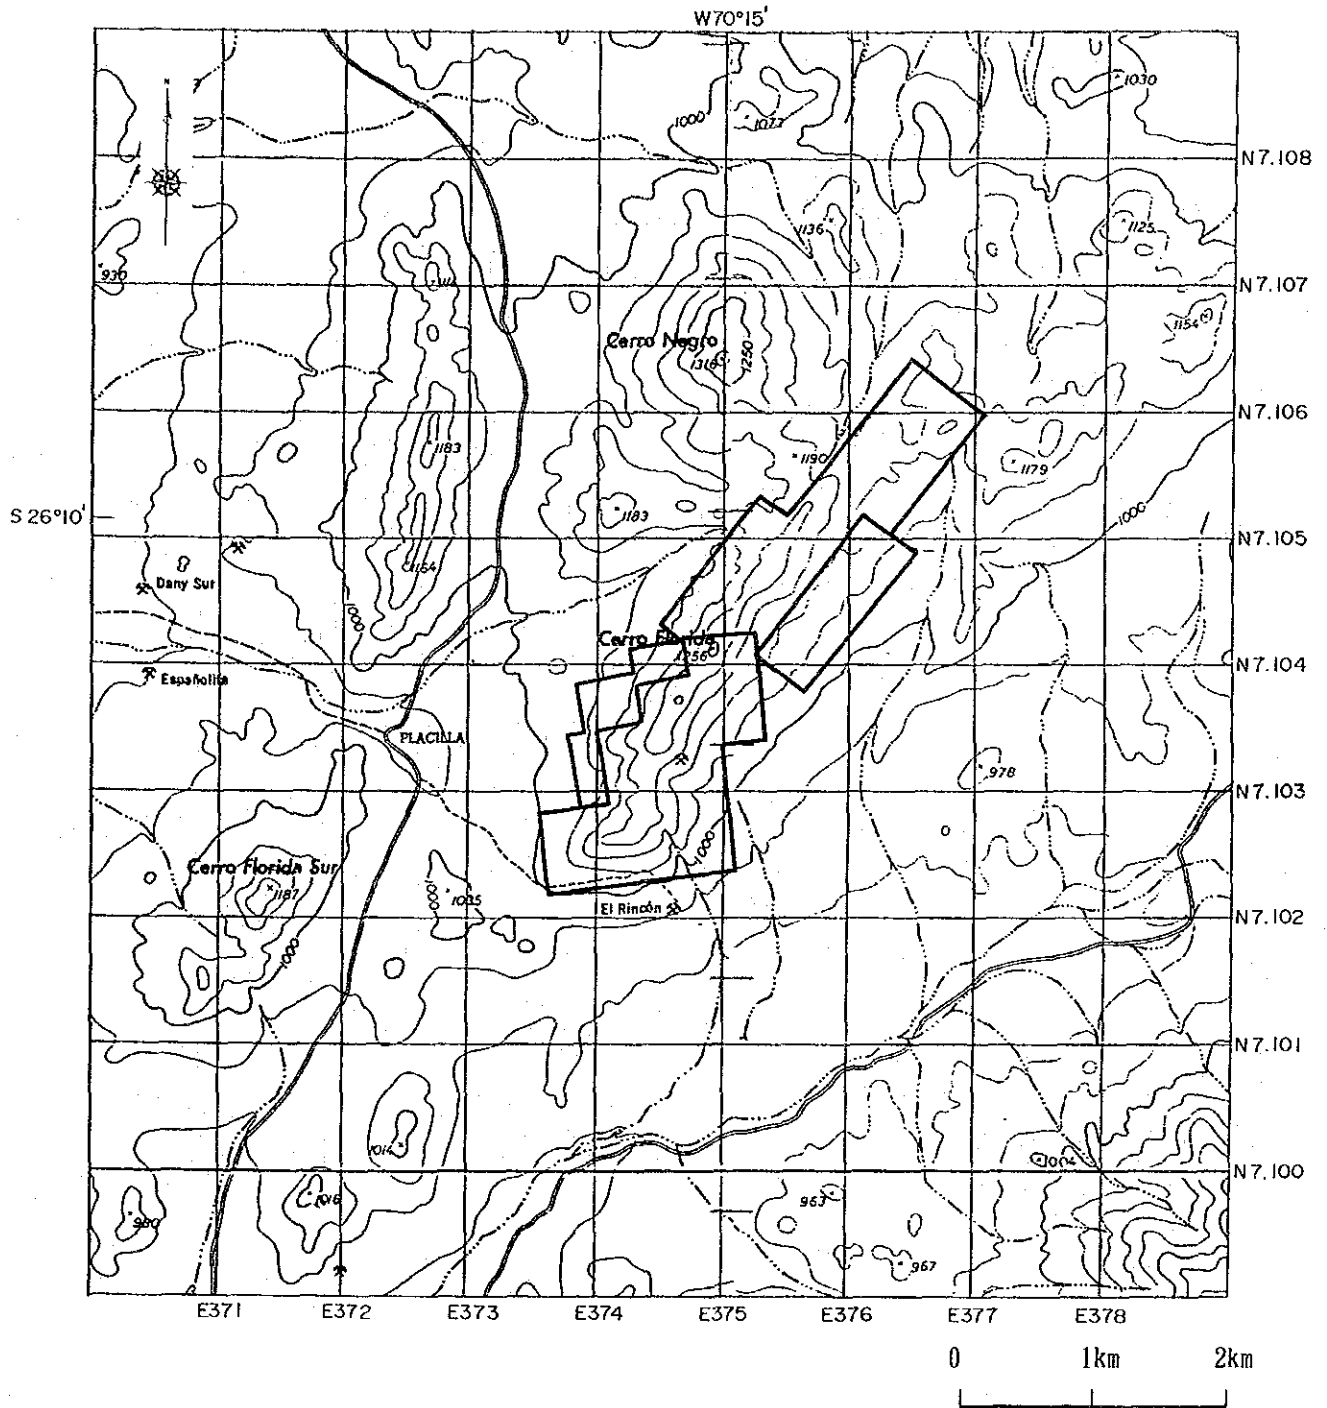 W70°15'
N
1030
1000
1077
N7.108
1136
1125
930
N7.107
1154
Cerro Negro
1316
1250
N7.106
1183
1190
1179
1183
S 26°10'
1000
N7.105
1154
Dany Sur
1000
Cerro Florida
1256
N7.104
Españolita
PLACILLA
978
N7.103
1000
Cerro Florida Sur
1187
1000
1035
El Rincón
N7.102
1000
N7.101
1014
1004
N7.100
1016
963
980
967
E371 E372 E373 E374 E375 E376 E377 E378
0 1km 2km